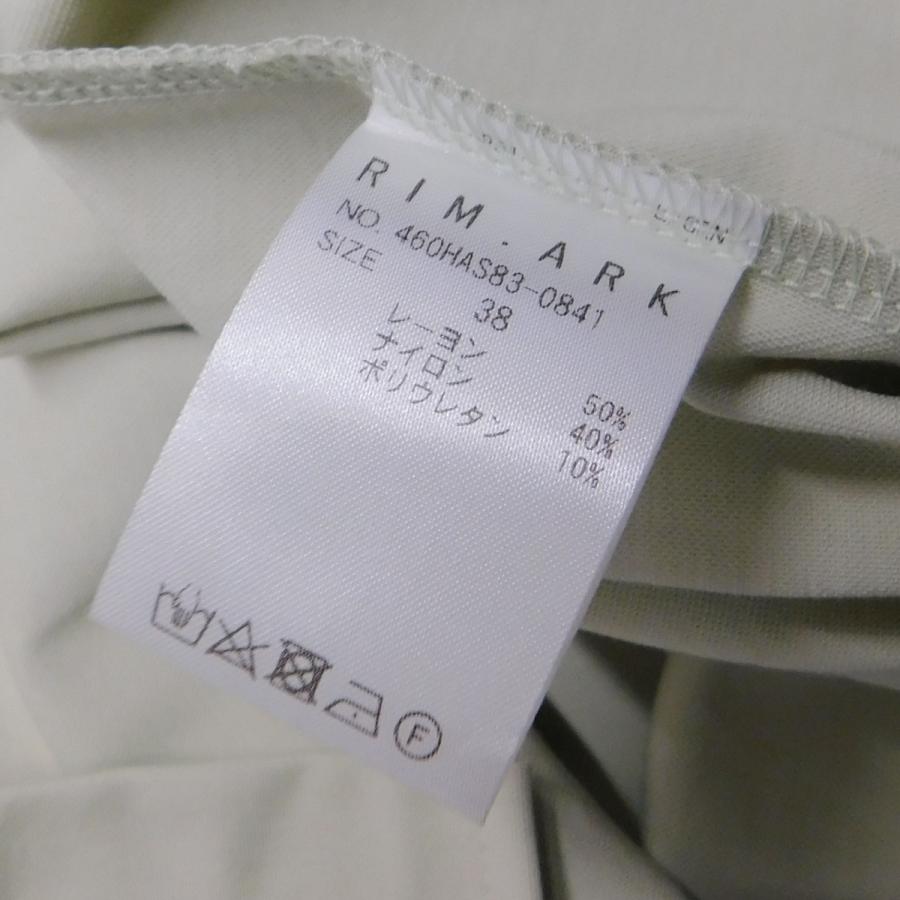 RIM.ARK
NO. 460HAS83-0841
SIZE 38
レーヨン 50%
ナイロン 40%
ポリウレタン 10%
F